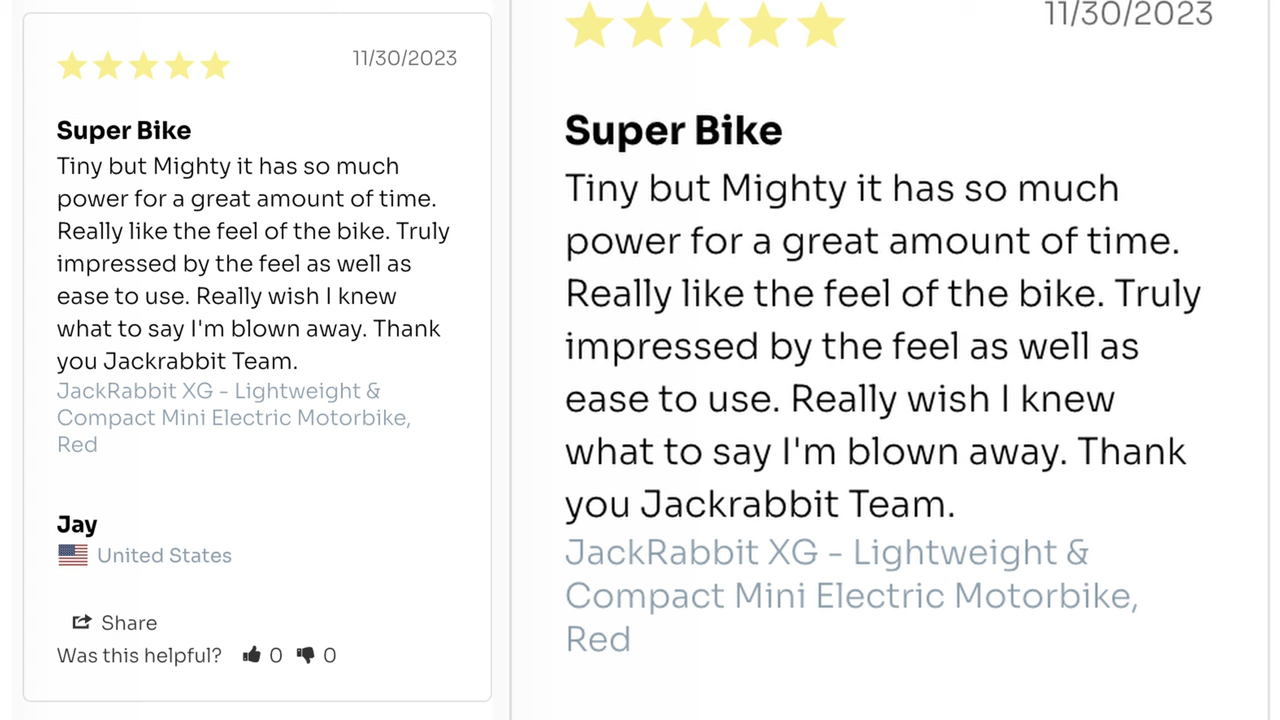 11/30/2023
Super Bike
Tiny but Mighty it has so much
power for a great amount of time.
Really like the feel of the bike. Truly
impressed by the feel as well as
ease to use. Really wish I knew
what to say I'm blown away. Thank
you Jackrabbit Team.
JackRabbit XG - Lightweight &
Compact Mini Electric Motorbike,
Red
Jay
United States
Share
Was this helpful? 0 0
11/30/2023
Super Bike
Tiny but Mighty it has so much
power for a great amount of time.
Really like the feel of the bike. Truly
impressed by the feel as well as
ease to use. Really wish I knew
what to say I'm blown away. Thank
you Jackrabbit Team.
JackRabbit XG - Lightweight &
Compact Mini Electric Motorbike,
Red